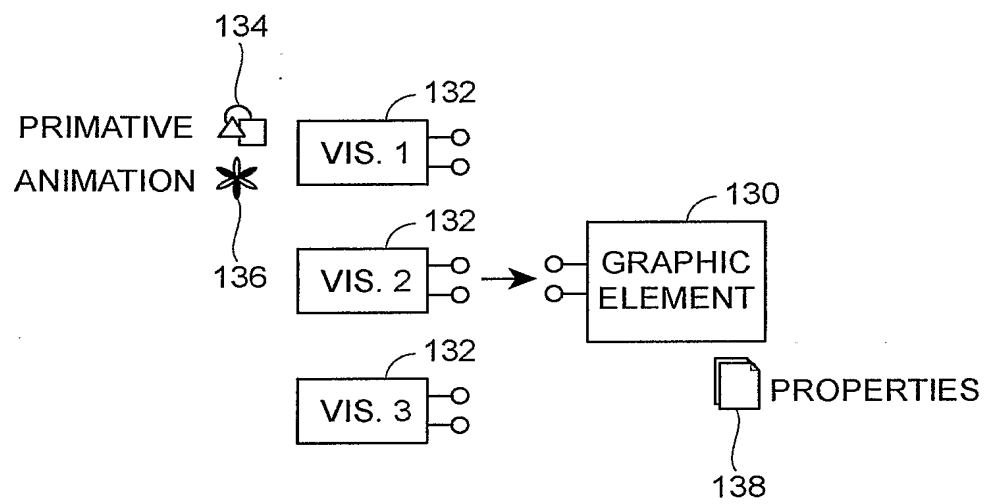 134
132
PRIMATIVE
VIS. 1
ANIMATION
136
132
VIS. 2
130
GRAPHIC
ELEMENT
132
VIS. 3
PROPERTIES
138